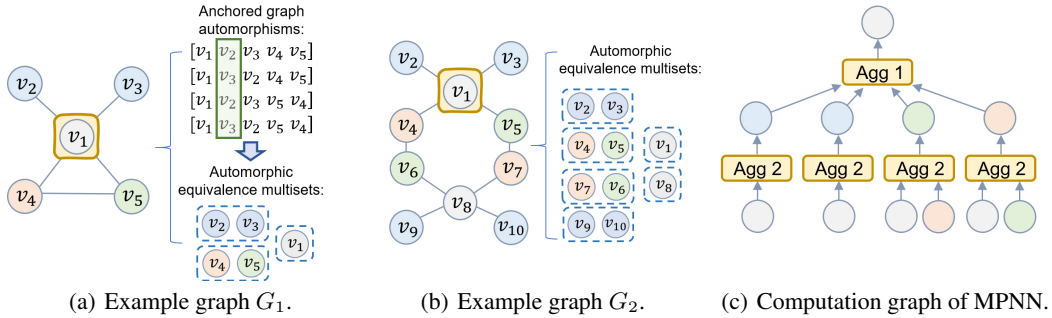 Anchored graph
automorphisms:
[v₁ v₂ v₃ v₄ v₅]
[v₁ v₃ v₂ v₄ v₅]
[v₁ v₂ v₃ v₅ v₄]
[v₁ v₃ v₂ v₅ v₄]
Automorphic
equivalence multisets:
v₂ v₃
v₁
v₄ v₅
v₂ v₃
v₁
v₄ v₅
(a) Example graph G₁.
v₂ v₃
v₁
v₄ v₅
v₆ v₇
v₈
v₉ v₁₀
Automorphic
equivalence multisets:
v₂ v₃
v₄ v₅
v₁
v₇ v₆
v₈
v₉ v₁₀
(b) Example graph G₂.
Agg 1
Agg 2 Agg 2 Agg 2 Agg 2
(c) Computation graph of MPNN.